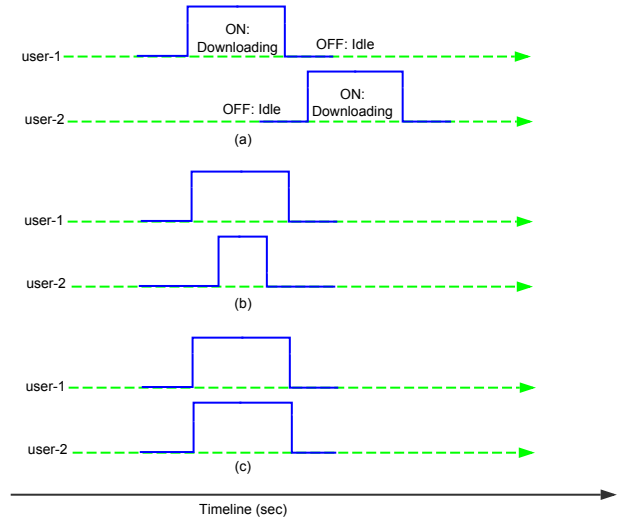 ON:
Downloading
OFF: Idle
user-1
ON:
Downloading
OFF: Idle
user-2
(a)
user-1
user-2
(b)
user-1
user-2
(c)
Timeline (sec)